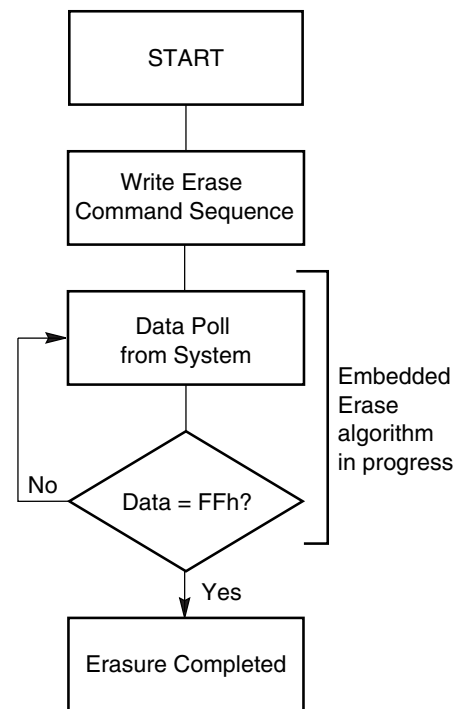 START
Write Erase
Command Sequence
Data Poll
from System
Embedded
Erase
algorithm
in progress
No
Data = FFh?
Yes
Erasure Completed